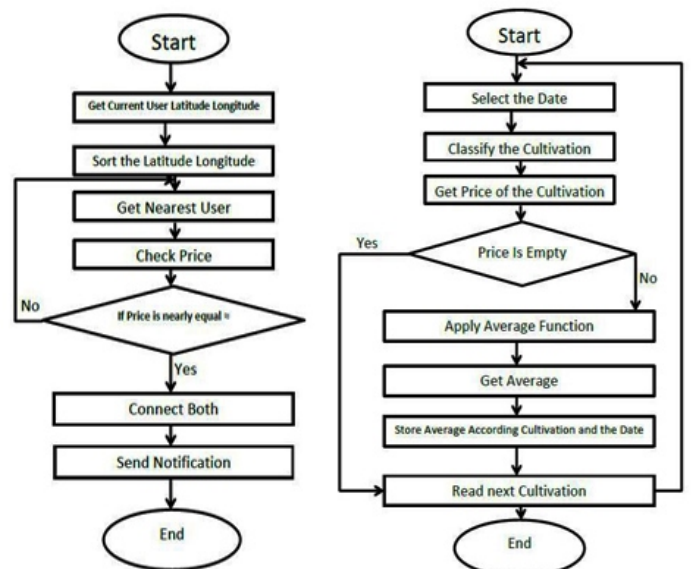 Start
Get Current User Latitude Longitude
Sort the Latitude Longitude
Get Nearest User
Check Price
No
If Price is nearly equal =
Yes
Connect Both
Send Notification
End
Start
Select the Date
Classify the Cultivation
Get Price of the Cultivation
Yes
Price Is Empty
No
Apply Average Function
Get Average
Store Average According Cultivation and the Date
Read next Cultivation
End